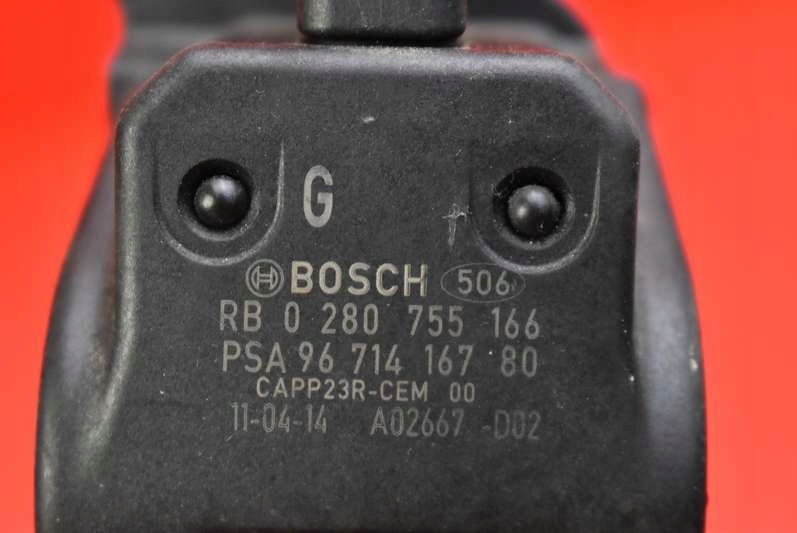 G
BOSCH 506
RB 0 280 755 166
PSA 96 714 167 80
CAPP23R-CEM 00
11-04-14 A02667 -D02